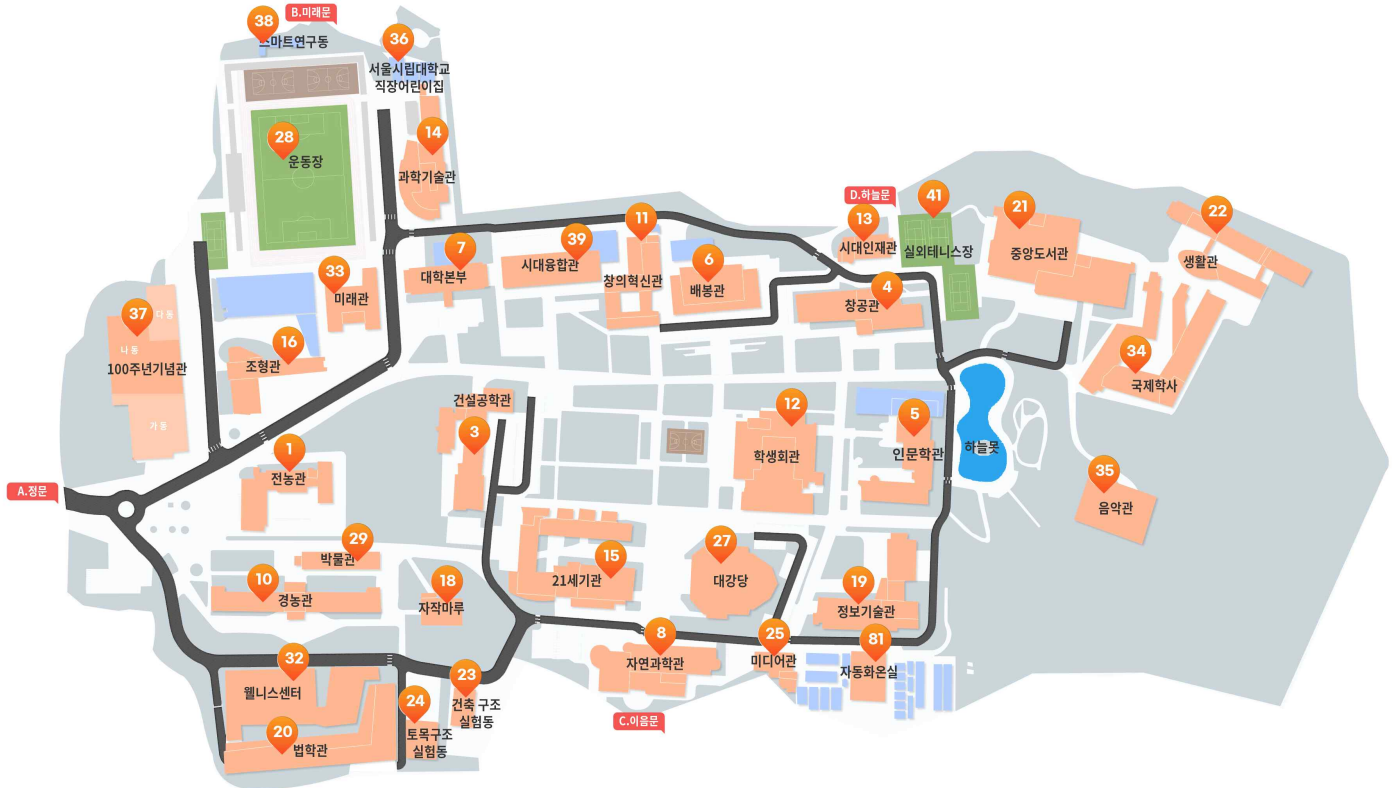 38
B.미래문
스마트연구동
36
서울시립대학교
직장어린이집
28
운동장
14
과학기술관
D.하늘문
41
실외테니스장
13
시대인재관
21
중앙도서관
22
생활관
11
창의혁신관
39
시대융합관
7
대학본부
6
배봉관
4
창공관
33
미래관
37
다동
나동
100주년기념관
가동
16
조형관
34
국제학사
건설공학관
3
12
학생회관
5
인문학관
하늘못
1
전농관
35
음악관
A.정문
29
박물관
10
경농관
18
자작마루
15
21세기관
27
대강당
19
정보기술관
8
자연과학관
25
미디어관
81
자동화온실
32
웰니스센터
23
건축 구조
실험동
24
토목구조
실험동
20
법학관
C.이음문